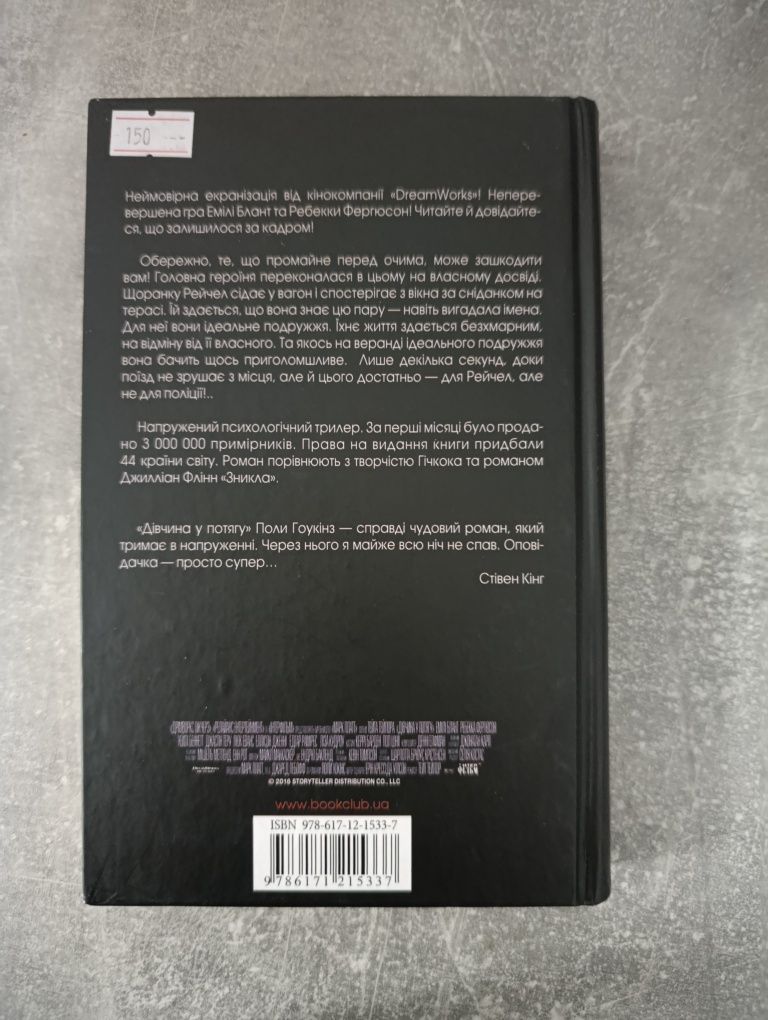 150
Неймовірна екранізація від кінокомпанії «DreamWorks»! Непере-
вершена гра Емілі Блант та Ребекки Фергюсон! Читайте й довідайте-
ся, що залишилося за кадром!
Обережно, те, що промайне перед очима, може зашкодити
вам! Головна героїня переконалася в цьому на власному досвіді.
Щоранку Рейчел сідає у вагон і спостерігає з вікна за сніданком на
терасі. Їй здається, що вона знає цю пару — навіть вигадала імена.
Для неї вони ідеальне подружжя. Їхнє життя здається безхмарним,
на відміну від її власного. Та якось на веранді ідеального подружжя
вона бачить щось приголомшливе. Лише декілька секунд, доки
поїзд не зрушає з місця, але й цього достатньо — для Рейчел, але
не для поліції!..
Напружений психологічний трилер. За перші місяці було прода-
но 3 000 000 примірників. Права на видання книги придбали
44 країни світу. Роман порівнюють з творчістю Гічкока та романом
Джилліан Флінн «Зникла».
«Дівчина у потягу» Поли Гоукінз — справді чудовий роман, який
тримає в напруженні. Через нього я майже всю ніч не спав. Опові-
дачка — просто супер...
Стівен Кінг
© 2016 STORYTELLER DISTRIBUTION CO., LLC
www.bookclub.ua
ISBN 978-617-12-1533-7
9 786171 215337